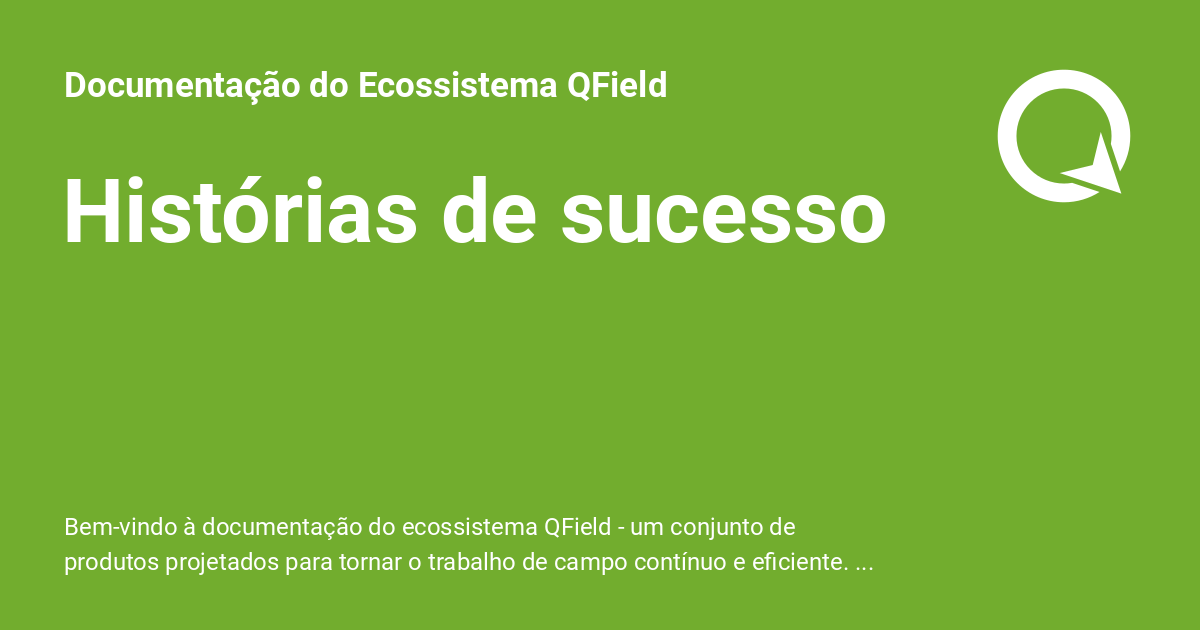 Documentação do Ecossistema QField
Histórias de sucesso
Bem-vindo à documentação do ecossistema QField - um conjunto de
produtos projetados para tornar o trabalho de campo contínuo e eficiente. ...